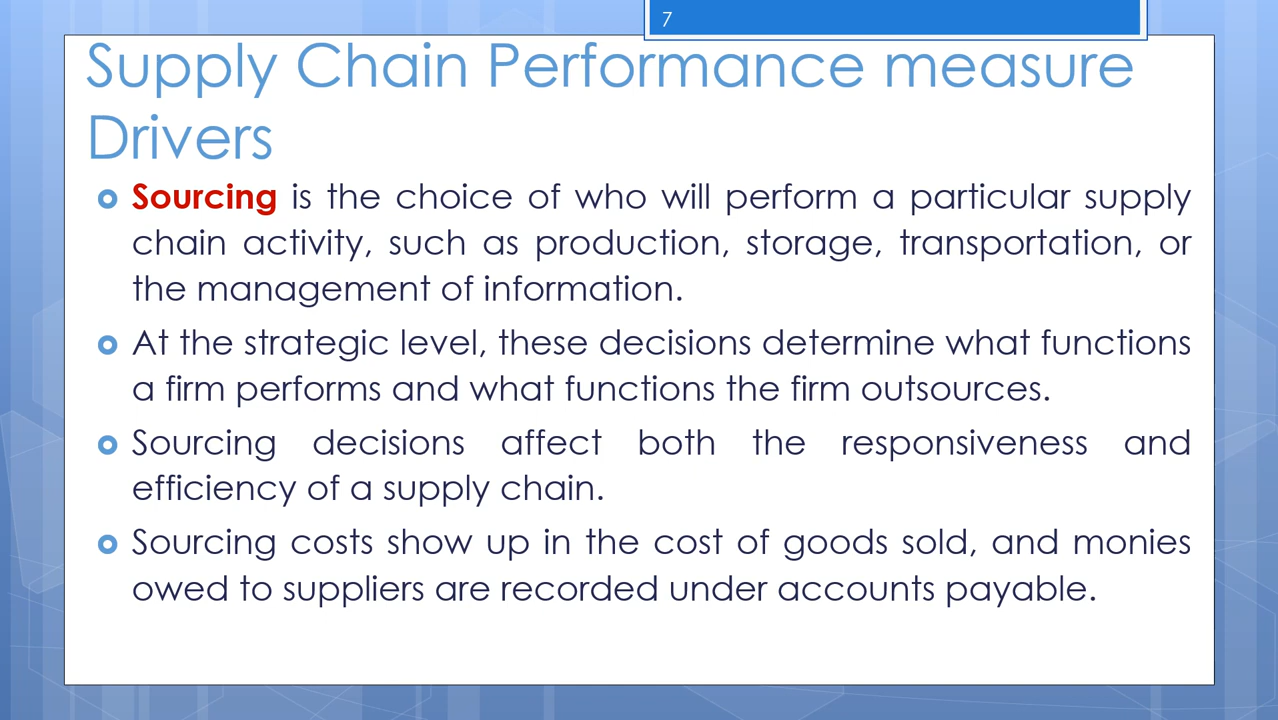 7
Supply Chain Performance measure
Drivers
Sourcing is the choice of who will perform a particular supply
chain activity, such as production, storage, transportation, or
the management of information.
At the strategic level, these decisions determine what functions
a firm performs and what functions the firm outsources.
Sourcing decisions affect both the responsiveness and
efficiency of a supply chain.
Sourcing costs show up in the cost of goods sold, and monies
owed to suppliers are recorded under accounts payable.